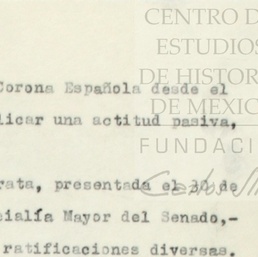 CENTRO D
ESTUDIOS
DE HISTOR
DE MEXIC
FUNDACI
Corona Española desde el
licar una actitud pasiva,
rata, presentada el 30 de
cialía Mayor del Senado,-
ratificaciones diversas.